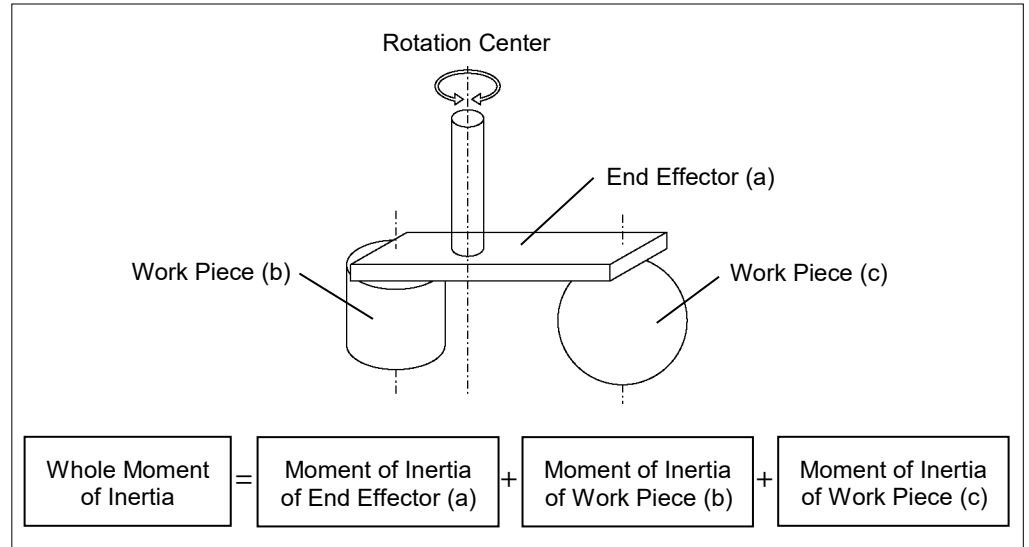 Rotation Center
End Effector (a)
Work Piece (b)
Work Piece (c)
Whole Moment
of Inertia
=
Moment of Inertia
of End Effector (a)
+
Moment of Inertia
of Work Piece (b)
+
Moment of Inertia
of Work Piece (c)